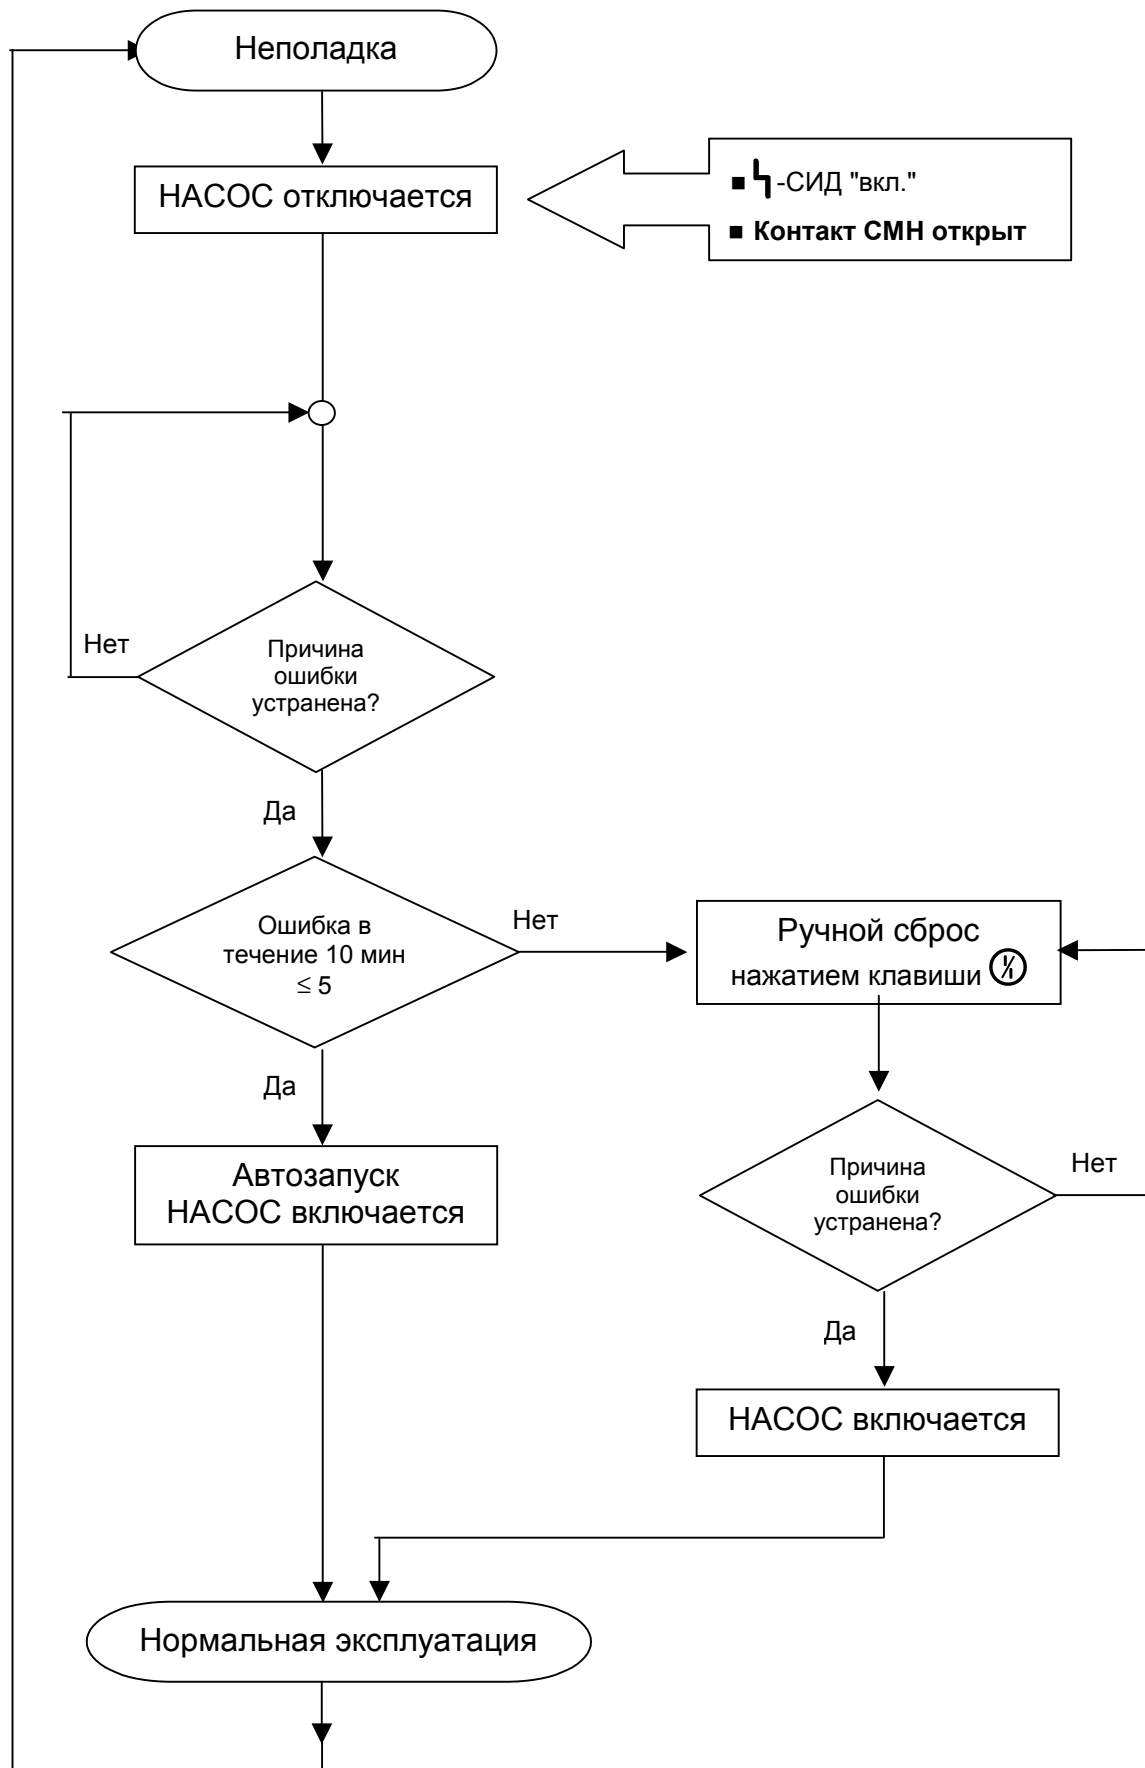 Неполадка
НАСОС отключается
■ -СИД "вкл."
■ Контакт СМН открыт
Нет
Причина
ошибки
устранена?
Да
Ошибка в
течение 10 мин
≤ 5
Нет
Ручной сброс
нажатием клавиши
Да
Автозапуск
НАСОС включается
Причина
ошибки
устранена?
Нет
Да
НАСОС включается
Нормальная эксплуатация